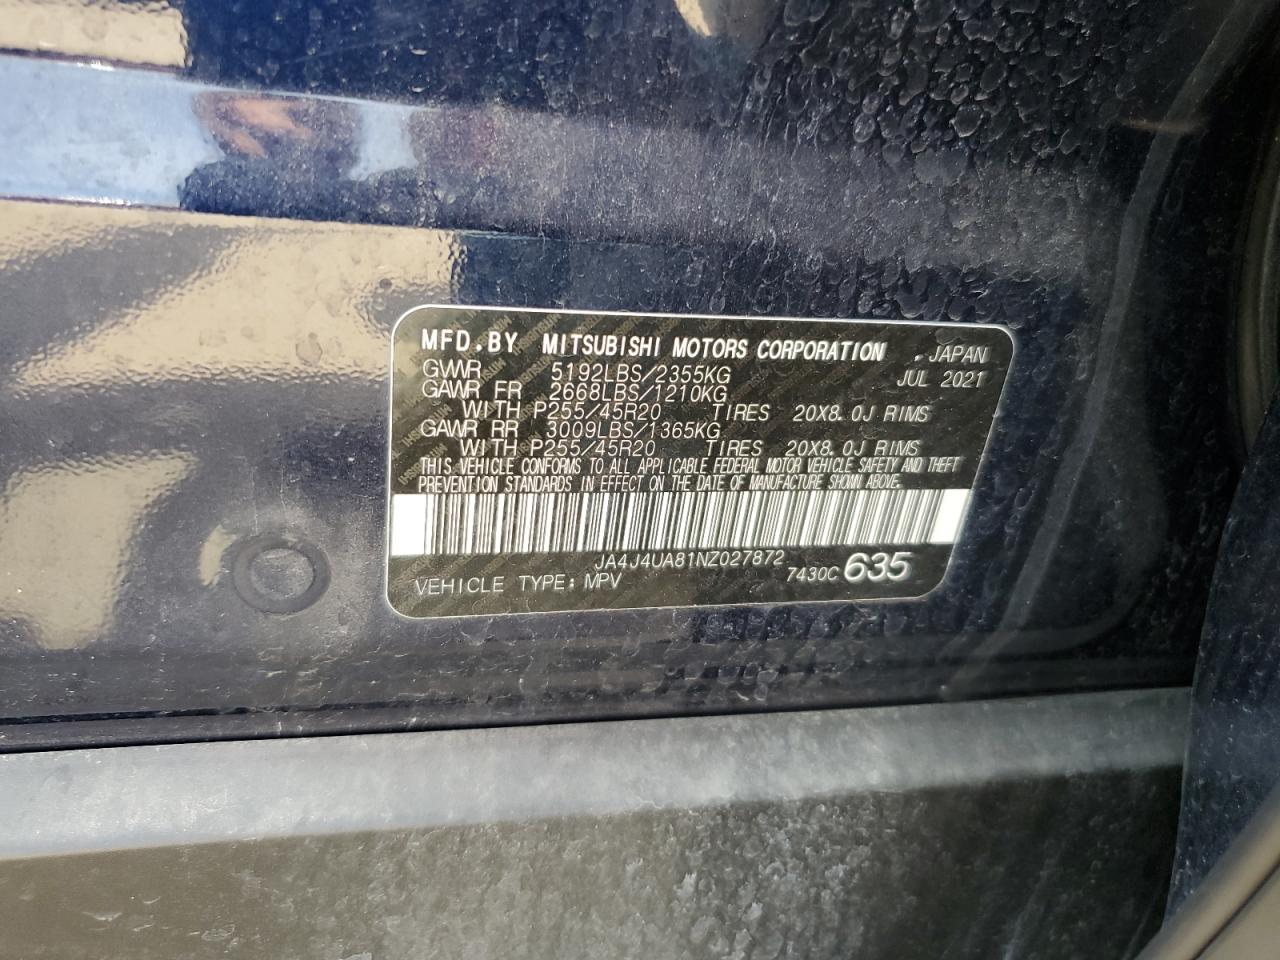 MFD.BY MITSUBISHI MOTORS CORPORATION , JAPAN
GVWR 5192LBS/2355KG JUL 2021
GAWR FR 2668LBS/1210KG
WITH P255/45R20 TIRES 20X8.0J RIMS
GAWR RR 3009LBS/1365KG
WITH P255/45R20 TIRES 20X8.0J RIMS
THIS VEHICLE CONFORMS TO ALL APPLICABLE FEDERAL MOTOR VEHICLE SAFETY AND THEFT
PREVENTION STANDARDS IN EFFECT ON THE DATE OF MANUFACTURE SHOWN ABOVE.
JA4J4UA81NZ027872
VEHICLE TYPE: MPV 7430C 635